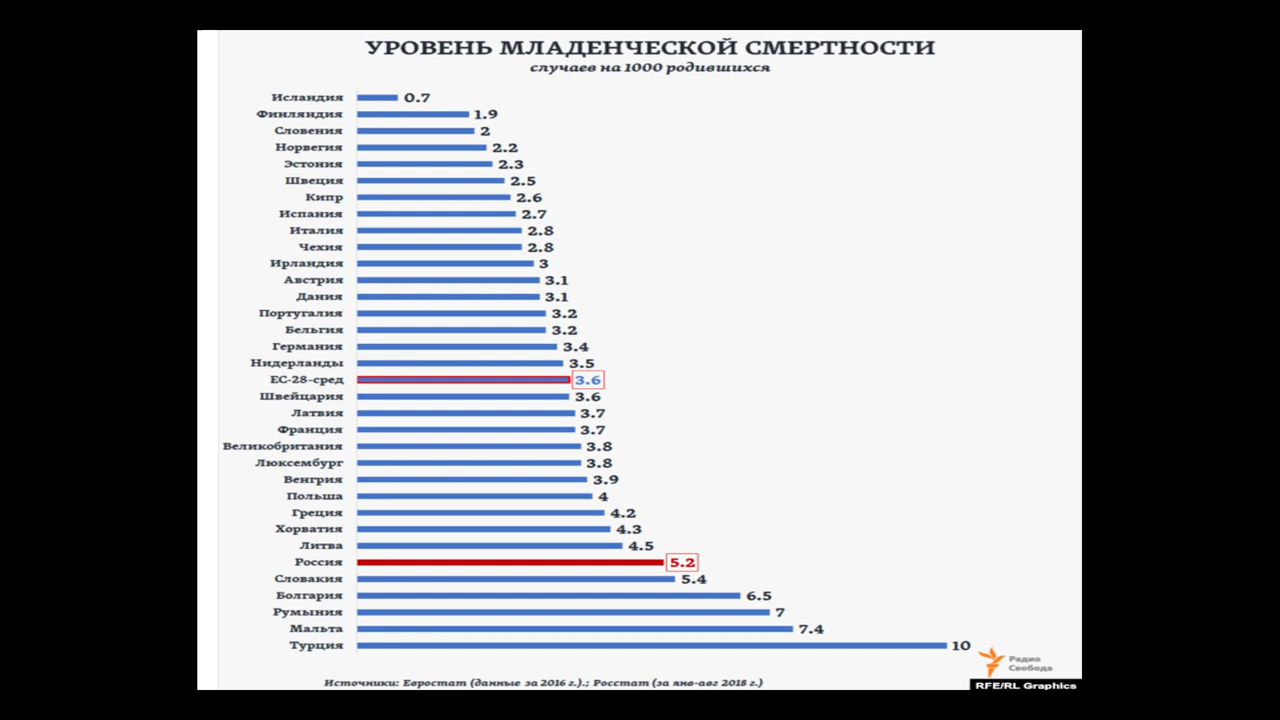 УРОВЕНЬ МЛАДЕНЧЕСКОЙ СМЕРТНОСТИ
случаев на 1000 родившихся
Исландия 0.7
Финляндия 1.9
Словения 2
Норвегия 2.2
Эстония 2.3
Швеция 2.5
Кипр 2.6
Испания 2.7
Италия 2.8
Чехия 2.8
Ирландия 3
Австрия 3.1
Дания 3.1
Португалия 3.2
Бельгия 3.2
Германия 3.4
Нидерланды 3.5
ЕС-28-сред 3.6
Швейцария 3.6
Латвия 3.7
Франция 3.7
Великобритания 3.8
Люксембург 3.8
Венгрия 3.9
Польша 4
Греция 4.2
Хорватия 4.3
Литва 4.5
Россия 5.2
Словакия 5.4
Болгария 6.5
Румыния 7
Мальта 7.4
Турция 10
Радио
Свобода
Источники: Евростат (данные за 2016 г.).; Росстат (за янв-авг 2018 г.)
RFE/RL Graphics